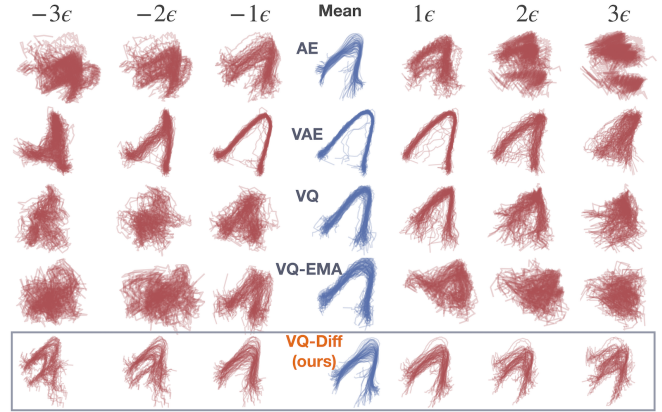 −3ϵ −2ϵ −1ϵ Mean 1ϵ 2ϵ 3ϵ
AE
VAE
VQ
VQ-EMA
VQ-Diff
(ours)